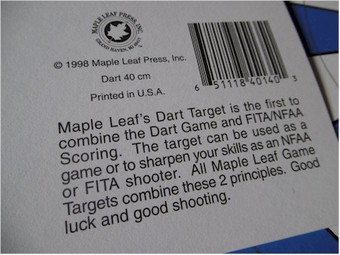 MAPLE LEAF PRESS, INC.
GRAND HAVEN, MI 49417
© 1998 Maple Leaf Press, Inc.
Dart 40 cm
Printed in U.S.A.
6 51118 40140 3
Maple Leaf's Dart Target is the first to
combine the Dart Game and FITA/NFAA
Scoring. The target can be used as a
game or to sharpen your skills as an NFAA
or FITA shooter. All Maple Leaf Game
Targets combine these 2 principles. Good
luck and good shooting.